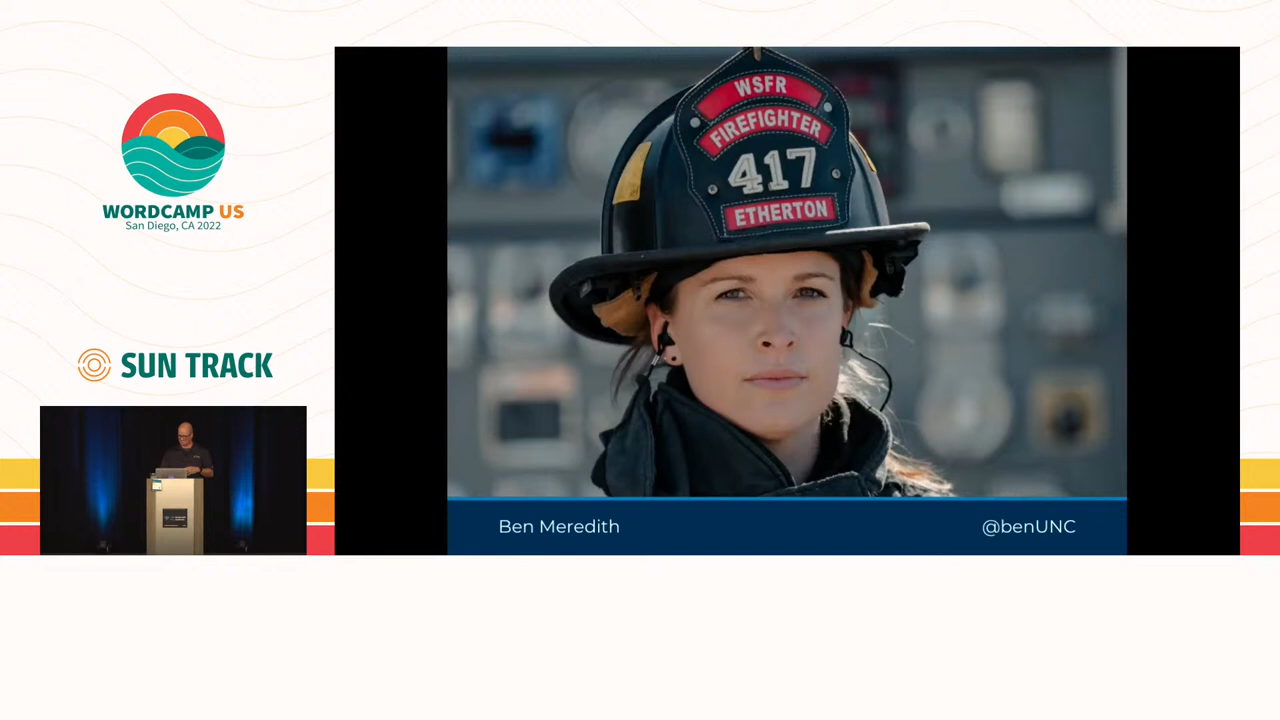 WORDCAMP US
San Diego, CA 2022
SUN TRACK
WSFR
FIREFIGHTER
417
ETHERTON
Ben Meredith
@benUNC